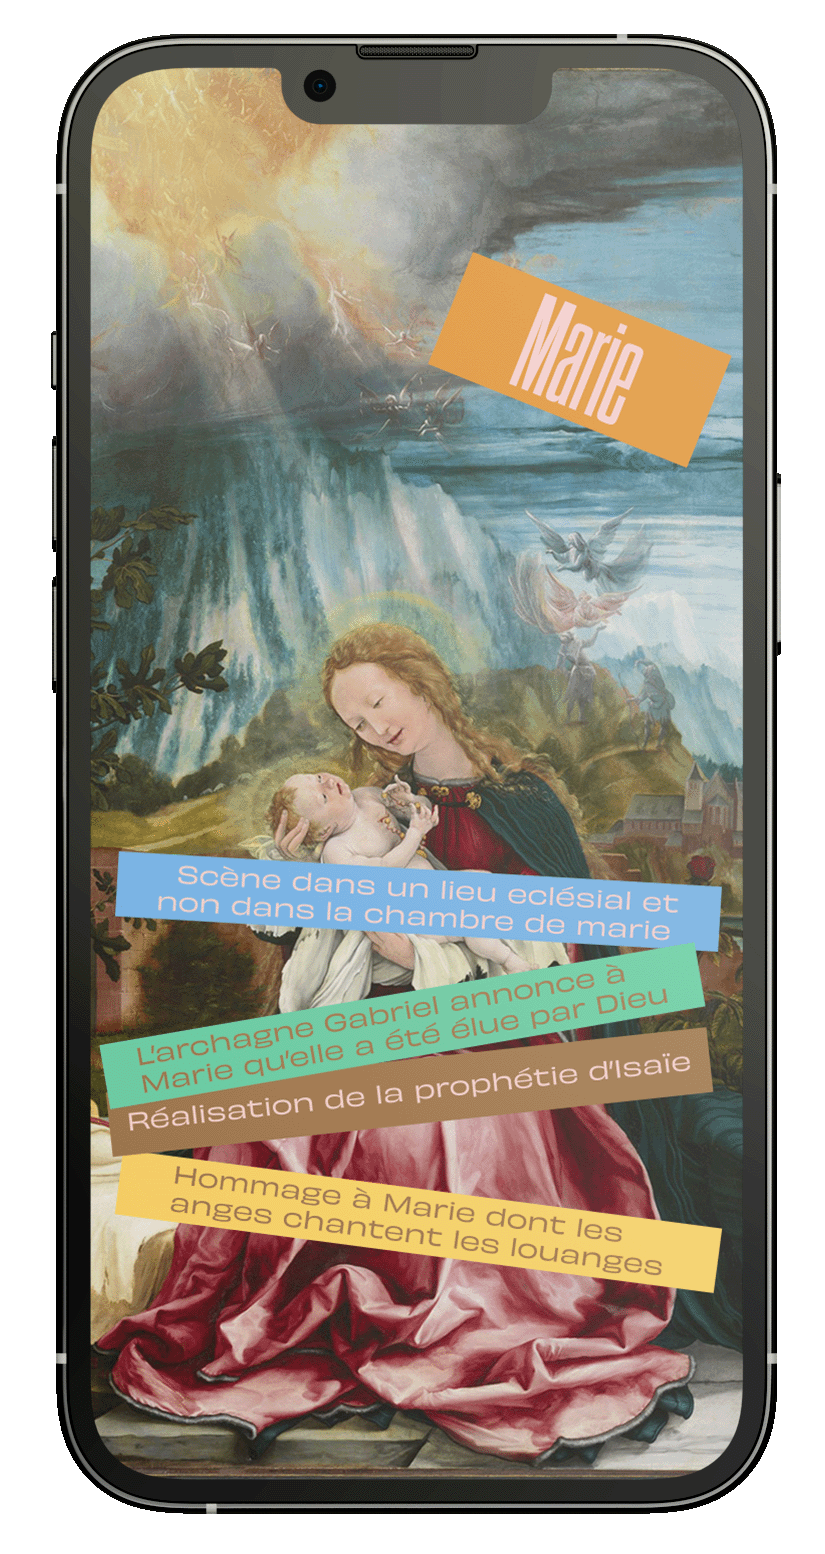 Marie
Scène dans un lieu eclésial et
non dans la chambre de marie
L'archagne Gabriel annonce à
Marie qu'elle a été élue par Dieu
Réalisation de la prophétie d'Isaïe
Hommage à Marie dont les
anges chantent les louanges